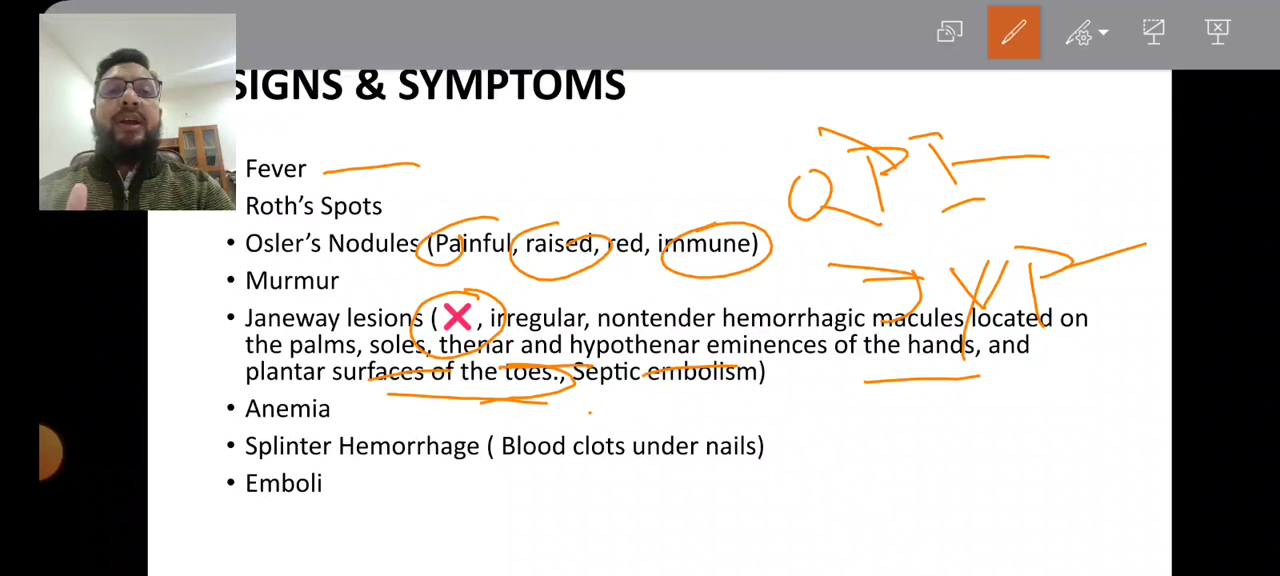 SIGNS & SYMPTOMS
Fever
Roth's Spots
• Osler's Nodules (Painful, raised, red, immune)
• Murmur
• Janeway lesions (❌, irregular, nontender hemorrhagic macules located on
the palms, soles, thenar and hypothenar eminences of the hands, and
plantar surfaces of the toes., Septic embolism)
• Anemia
• Splinter Hemorrhage ( Blood clots under nails)
• Emboli